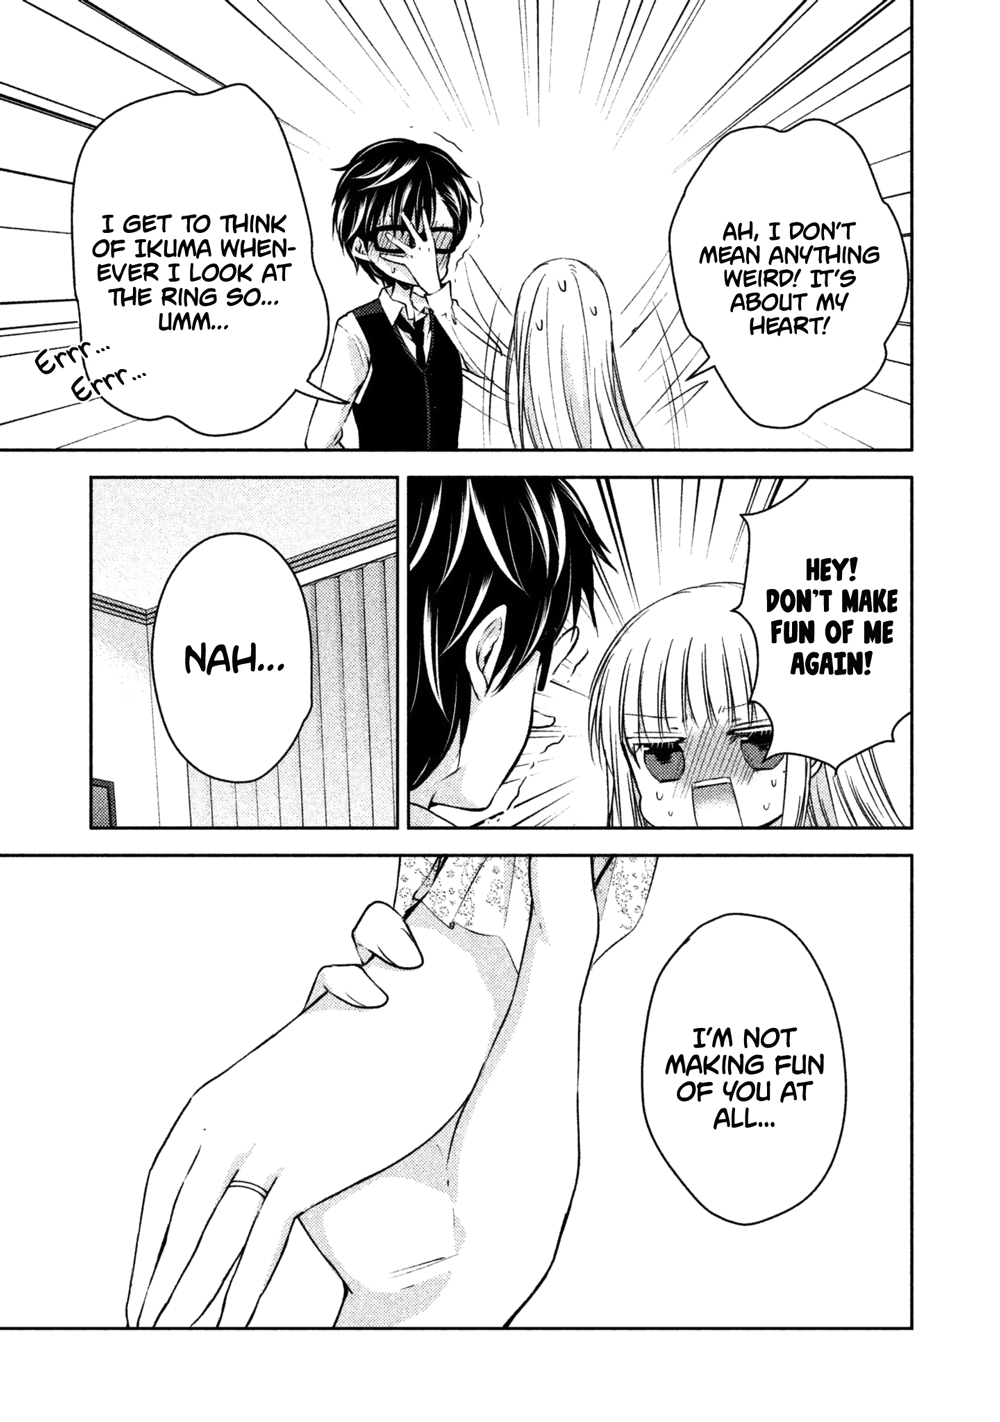 AH, I DON'T
MEAN ANYTHING
WEIRD! IT'S
ABOUT MY
HEART!
I GET TO THINK
OF IKUMA WHEN-
EVER I LOOK AT
THE RING SO...
UMM...
Errr...
Errr...
HEY!
DON'T MAKE
FUN OF ME
AGAIN!
NAH...
I'M NOT
MAKING FUN
OF YOU AT
ALL...